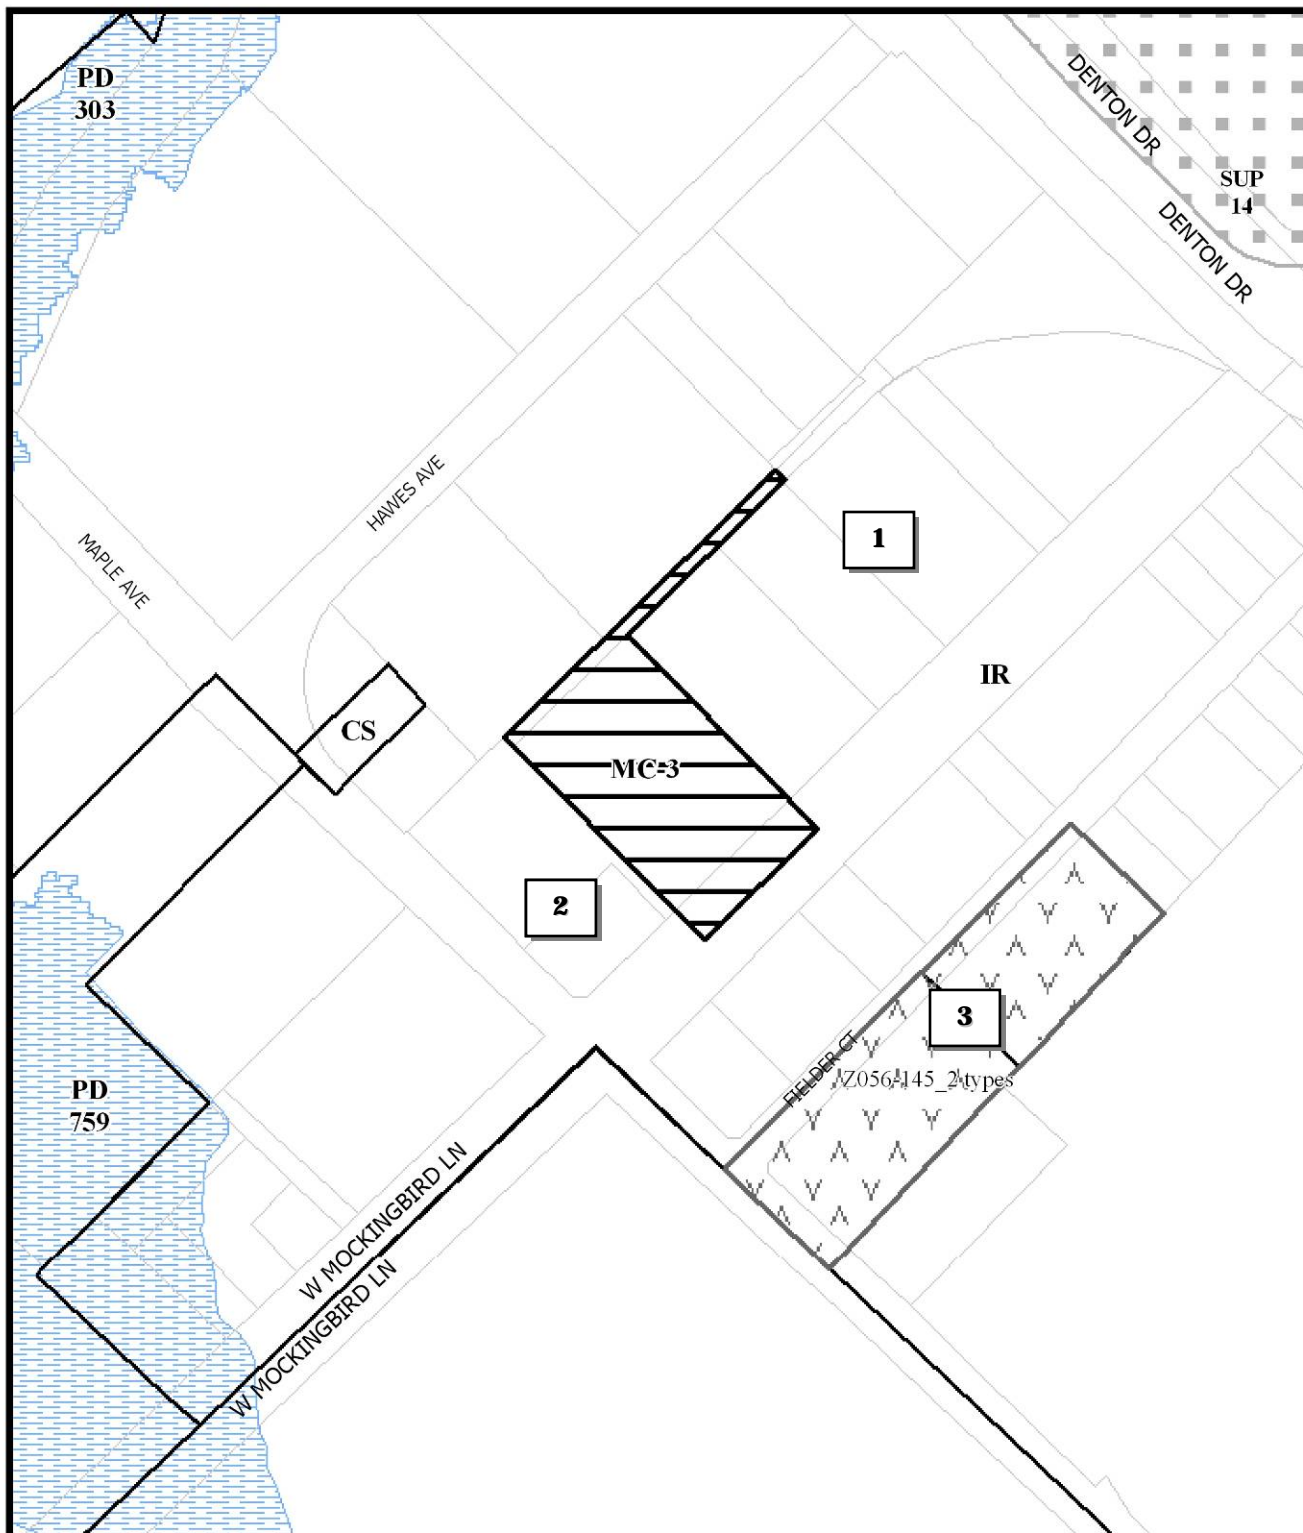 PD
303
DENTON DR
SUP
14
DENTON DR
HAWES AVE
MAPLE AVE
1
IR
CS
MC-3
2
3
FIELDER CT
Z056-145_2 types
PD
759
W MOCKINGBIRD LN
W MOCKINGBIRD LN